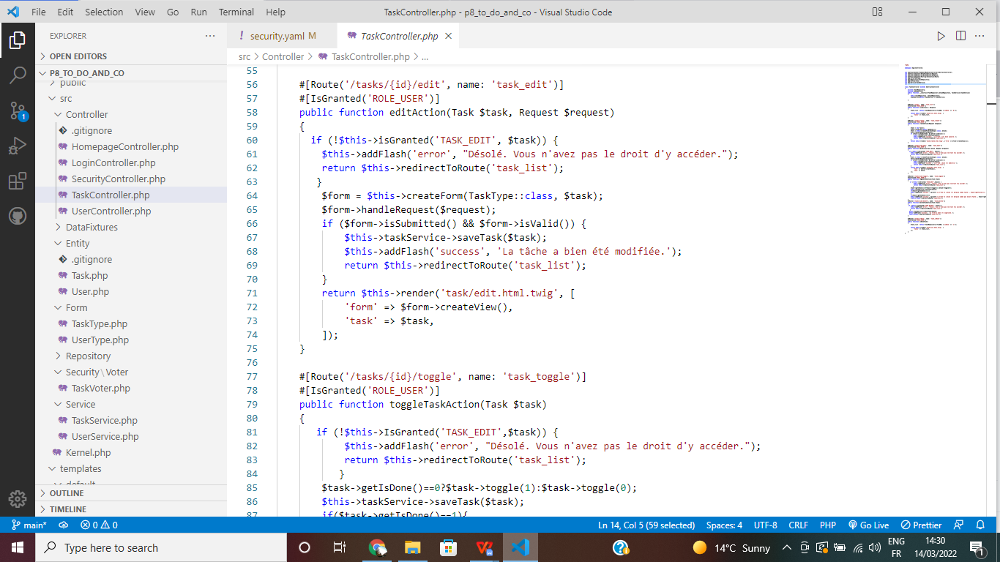 File Edit Selection View Go Run Terminal Help TaskController.php - p8_to_do_and_co - Visual Studio Code
EXPLORER
OPEN EDITORS
P8_TO_DO_AND_CO
public
src
Controller
.gitignore
HomepageController.php
LoginController.php
SecurityController.php
TaskController.php
UserController.php
DataFixtures
Entity
.gitignore
Task.php
User.php
Form
TaskType.php
UserType.php
Repository
Security\Voter
TaskVoter.php
Service
TaskService.php
UserService.php
Kernel.php
templates
default
OUTLINE
TIMELINE
1
! security.yaml M TaskController.php
src > Controller > TaskController.php > ...
55
56 #[Route('/tasks/{id}/edit', name: 'task_edit')]
57 #[IsGranted('ROLE_USER')]
58 public function editAction(Task $task, Request $request)
59 {
60 if (!$this->isGranted('TASK_EDIT', $task)) {
61 $this->addFlash('error', "Désolé. Vous n'avez pas le droit d'y accéder.");
62 return $this->redirectToRoute('task_list');
63 }
64 $form = $this->createForm(TaskType::class, $task);
65 $form->handleRequest($request);
66 if ($form->isSubmitted() && $form->isValid()) {
67 $this->taskService->saveTask($task);
68 $this->addFlash('success', 'La tâche a bien été modifiée.');
69 return $this->redirectToRoute('task_list');
70 }
71 return $this->render('task/edit.html.twig', [
72 'form' => $form->createView(),
73 'task' => $task,
74 ]);
75 }
76
77 #[Route('/tasks/{id}/toggle', name: 'task_toggle')]
78 #[IsGranted('ROLE_USER')]
79 public function toggleTaskAction(Task $task)
80 {
81 if (!$this->IsGranted('TASK_EDIT',$task)) {
82 $this->addFlash('error', "Désolé. Vous n'avez pas le droit d'y accéder.");
83 return $this->redirectToRoute('task_list');
84 }
85 $task->getIsDone()==0?$task->toggle(1):$task->toggle(0);
86 $this->taskService->saveTask($task);
87 if($task->getIsDone()==1){
main* 0 0 Ln 14, Col 5 (59 selected) Spaces: 4 UTF-8 CRLF PHP Go Live Prettier
Type here to search 14°C Sunny ENG FR 14:30 14/03/2022 1